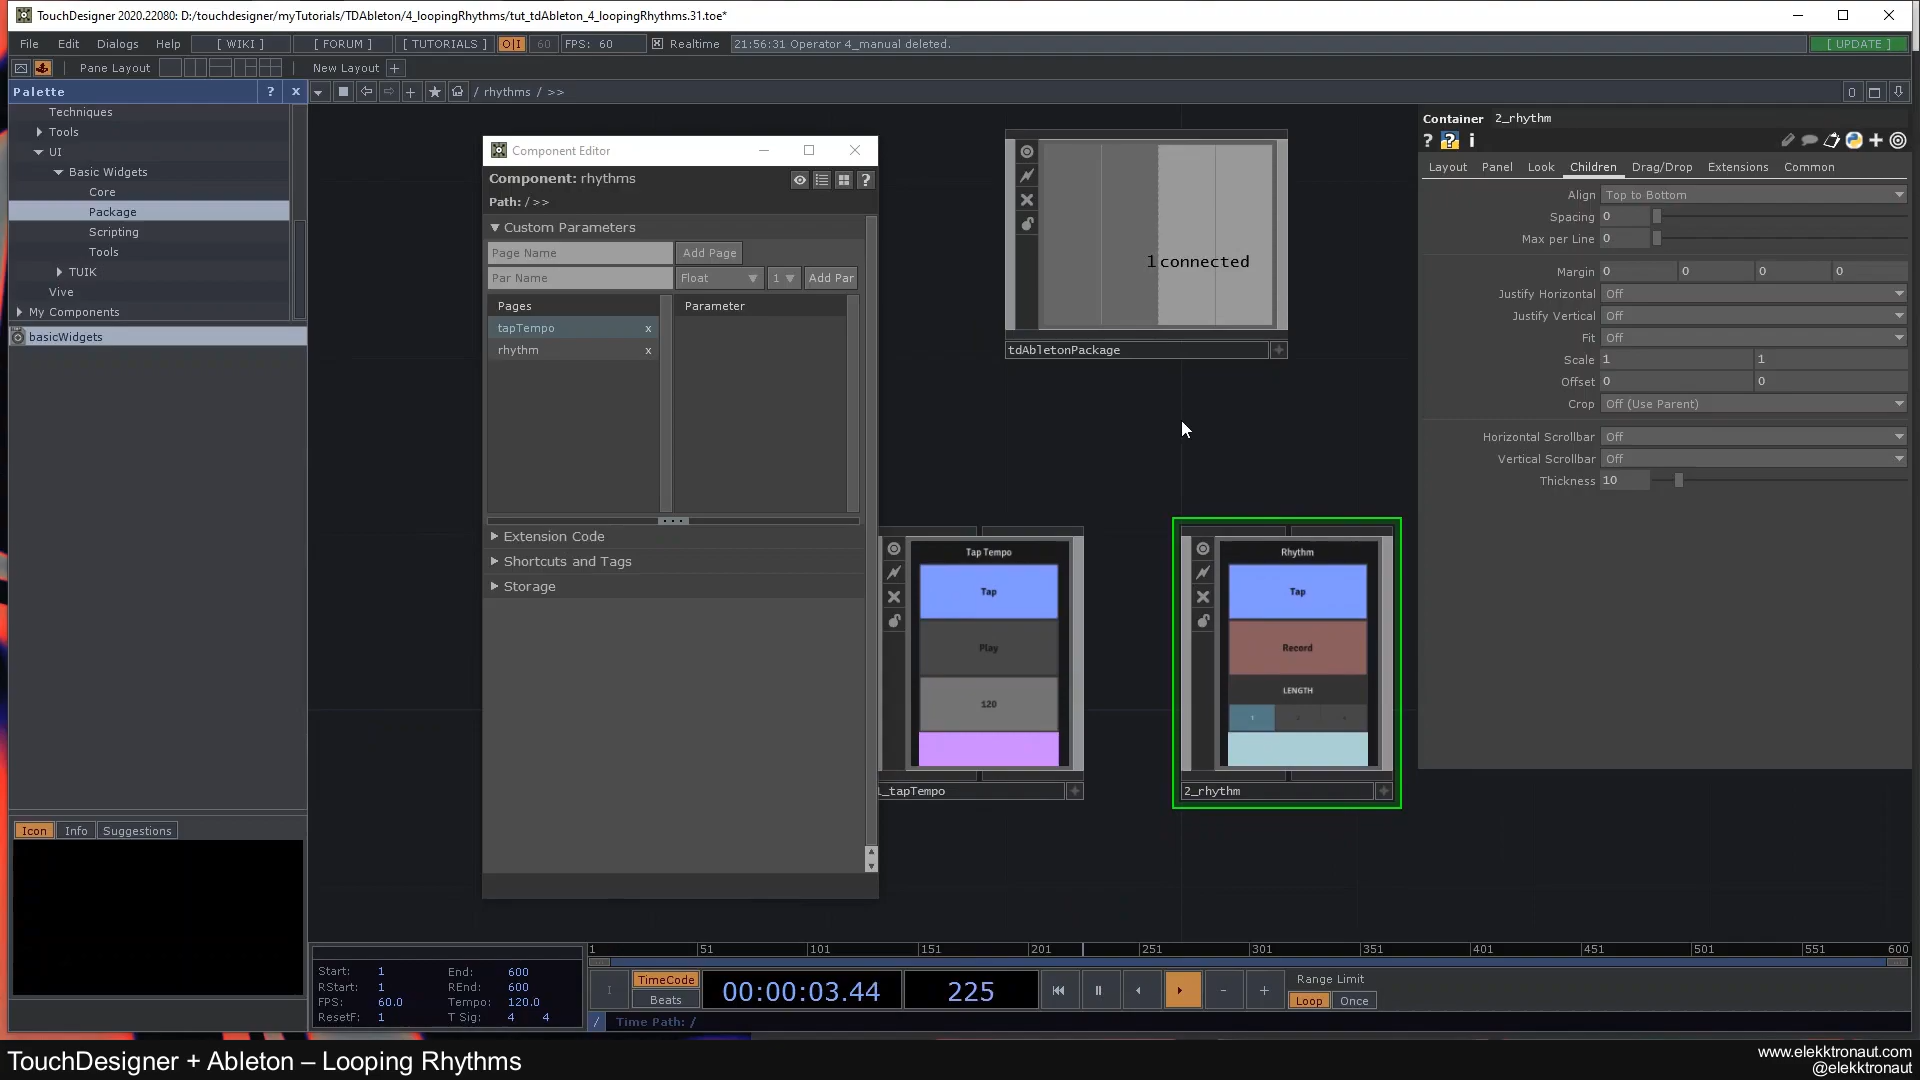 TouchDesigner 2020.22080: D:/touchdesigner/myTutorials/TDAbleton/4_loopingRhythms/tut_tdAbleton_4_loopingRhythms.31.toe*
File Edit Dialogs Help [ WIKI ] [ FORUM ] [ TUTORIALS ] O|I 60 FPS: 60 Realtime 21:56:31 Operator 4_manual deleted. [ UPDATE ]
Pane Layout New Layout +
Palette ? x / rhythms / >> 0
Techniques
Tools
UI
Basic Widgets
Core
Package
Scripting
Tools
TUIK
Vive
My Components
basicWidgets
Icon Info Suggestions
Component Editor
Component: rhythms ?
Path: / >>
Custom Parameters
Page Name Add Page
Par Name Float 1 Add Par
Pages Parameter
tapTempo x
rhythm x
Extension Code
Shortcuts and Tags
Storage
1 connected
tdAbletonPackage +
Tap Tempo
Tap
Play
120
_tapTempo +
Rhythm
Tap
Record
LENGTH
1
2_rhythm +
Container 2_rhythm
? ? i
Layout Panel Look Children Drag/Drop Extensions Common
Align Top to Bottom
Spacing 0
Max per Line 0
Margin 0 0 0 0
Justify Horizontal Off
Justify Vertical Off
Fit Off
Scale 1 1
Offset 0 0
Crop Off (Use Parent)
Horizontal Scrollbar Off
Vertical Scrollbar Off
Thickness 10
1 51 101 151 201 251 301 351 401 451 501 551 600
Start: 1 End: 600
RStart: 1 REnd: 600
FPS: 60.0 Tempo: 120.0
ResetF: 1 T Sig: 4 4
I TimeCode 00:00:03.44 225 - + Range Limit
Beats Loop Once
/ Time Path: /
TouchDesigner + Ableton – Looping Rhythms
www.elekktronaut.com
@elekktronaut